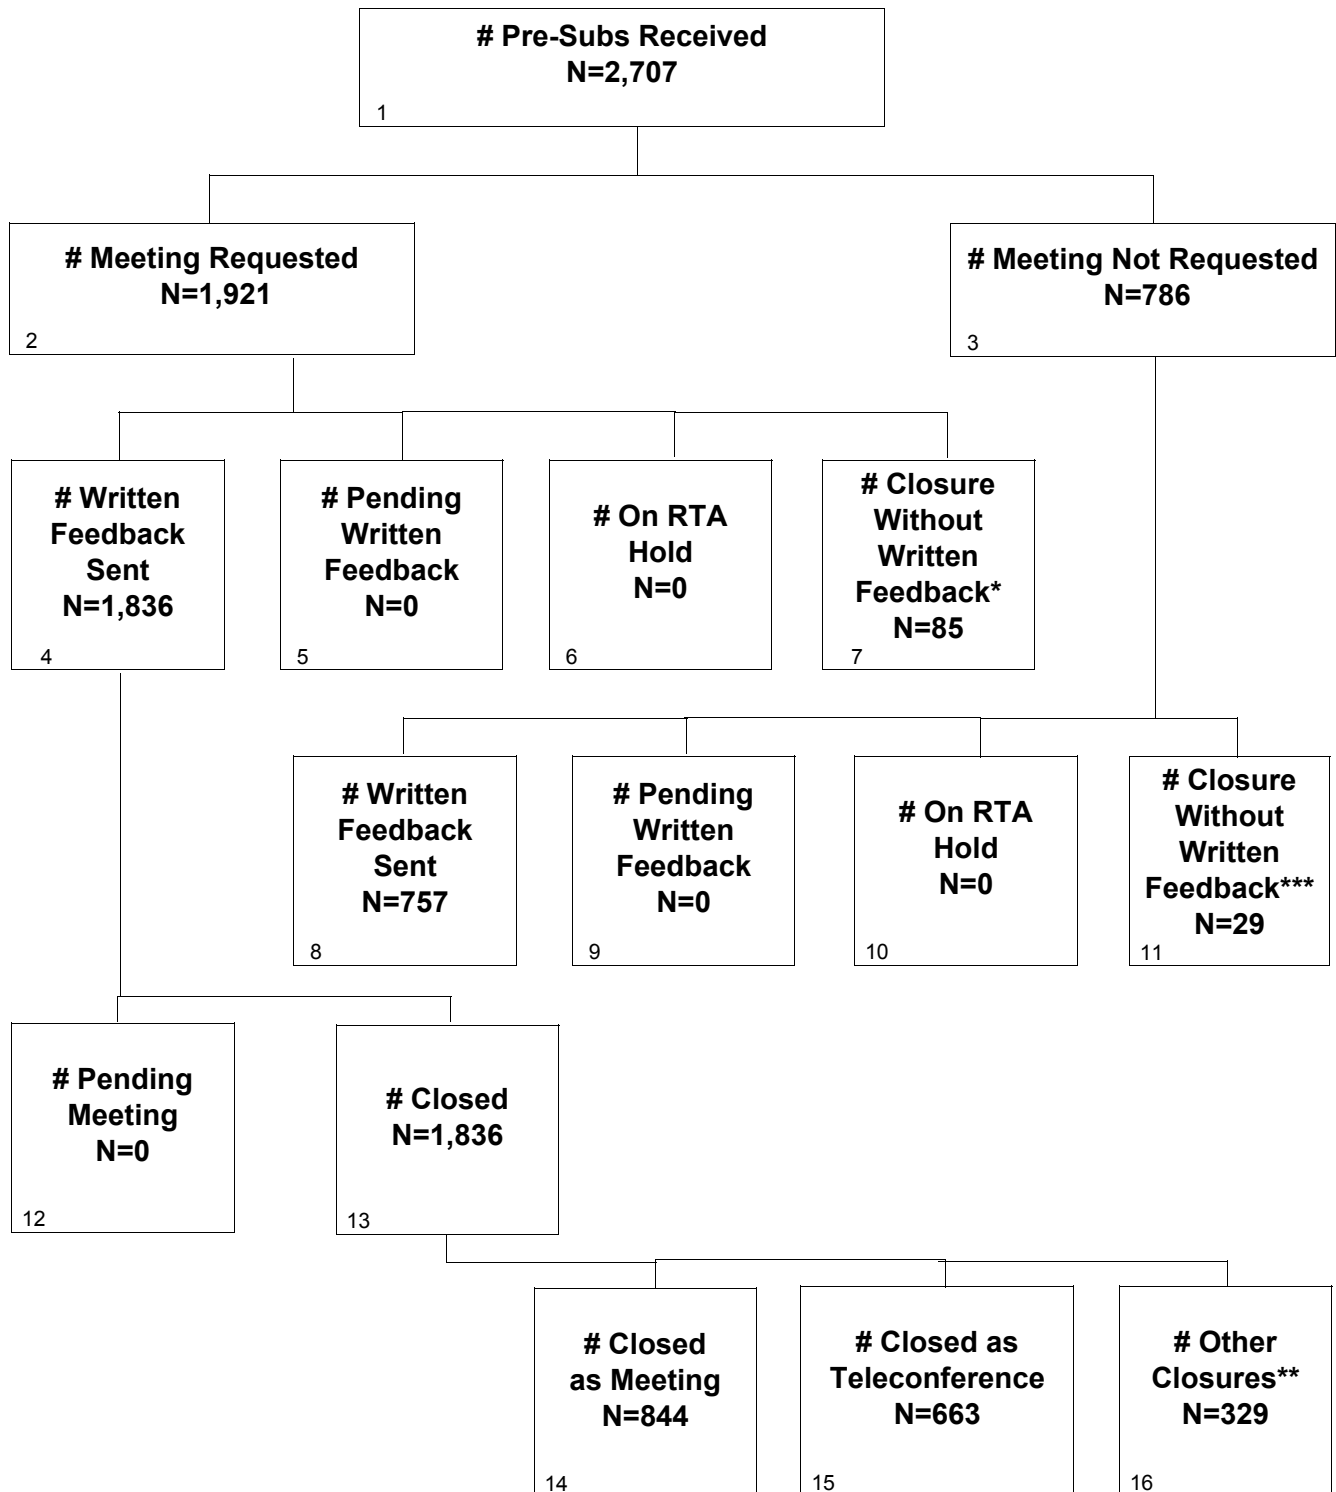 # Pre-Subs Received
N=2,707
1
# Meeting Requested
N=1,921
2
# Meeting Not Requested
N=786
3
# Written
Feedback
Sent
N=1,836
4
# Pending
Written
Feedback
N=0
5
# On RTA
Hold
N=0
6
# Closure
Without
Written
Feedback*
N=85
7
# Written
Feedback
Sent
N=757
8
# Pending
Written
Feedback
N=0
9
# On RTA
Hold
N=0
10
# Closure
Without
Written
Feedback***
N=29
11
# Pending
Meeting
N=0
12
# Closed
N=1,836
13
# Closed
as Meeting
N=844
14
# Closed as
Teleconference
N=663
15
# Other
Closures**
N=329
16